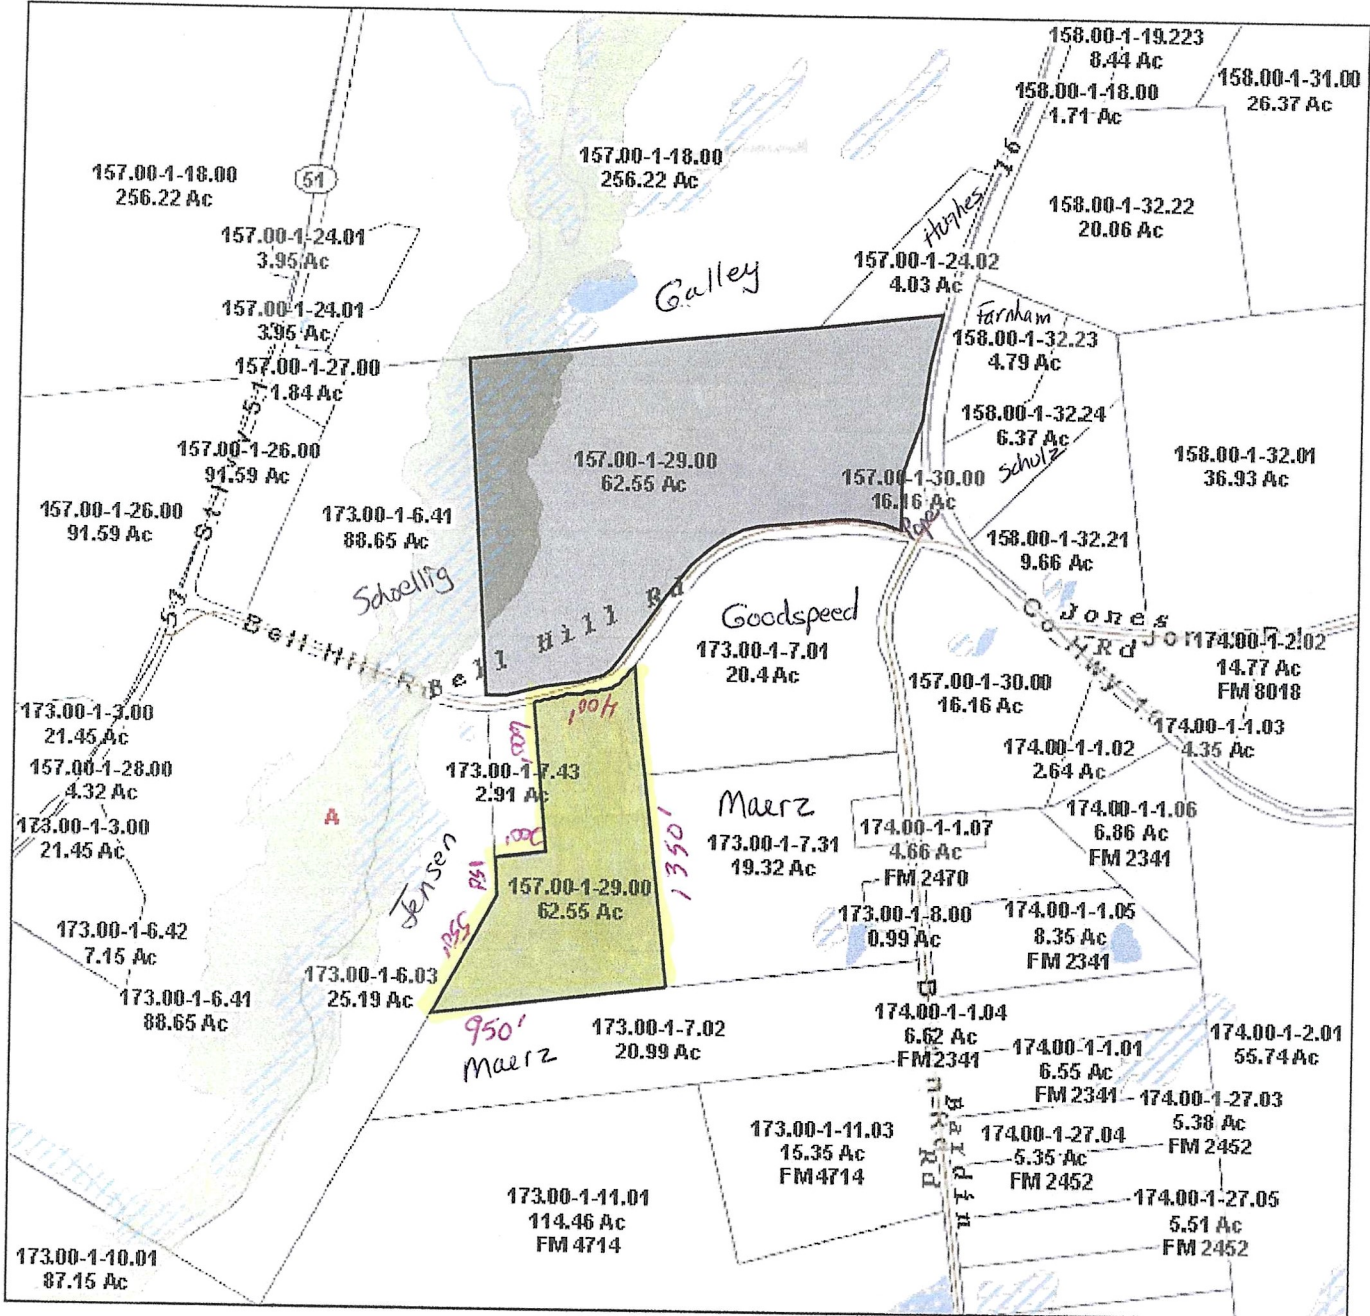 158.00-1-19.223
8.44 Ac
158.00-1-31.00
26.37 Ac
158.00-1-18.00
1.71 Ac
157.00-1-18.00
256.22 Ac
51
157.00-1-18.00
256.22 Ac
16
Hughes
158.00-1-32.22
20.06 Ac
157.00-1-24.01
3.95 Ac
Galley
157.00-1-24.02
4.03 Ac
157.00-1-24.01
3.95 Ac
Farnham
158.00-1-32.23
4.79 Ac
157.00-1-27.00
1.84 Ac
St Hwy 51
158.00-1-32.24
6.37 Ac
Schulz
157.00-1-26.00
91.59 Ac
157.00-1-29.00
62.55 Ac
157.00-1-30.00
16.16 Ac
158.00-1-32.01
36.93 Ac
157.00-1-26.00
91.59 Ac
173.00-1-6.41
88.65 Ac
Pope
158.00-1-32.21
9.66 Ac
Schoellig
51
Bell Hill R
Bell Hill Rd
Goodspeed
173.00-1-7.01
20.4 Ac
Co Hwy 16
Jones
Rd
174.00-1-2.02
14.77 Ac
FM 8018
157.00-1-30.00
16.16 Ac
173.00-1-3.00
21.45 Ac
400'
600'
174.00-1-1.03
4.35 Ac
174.00-1-1.02
2.64 Ac
157.00-1-28.00
4.32 Ac
173.00-1-7.43
2.91 Ac
173.00-1-3.00
21.45 Ac
A
Maerz
173.00-1-7.31
19.32 Ac
1350'
200'
150
174.00-1-1.07
4.66 Ac
FM 2470
174.00-1-1.06
6.86 Ac
FM 2341
Jensen
157.00-1-29.00
62.55 Ac
550'
173.00-1-8.00
0.99 Ac
174.00-1-1.05
8.35 Ac
FM 2341
173.00-1-6.42
7.15 Ac
173.00-1-6.03
25.19 Ac
173.00-1-6.41
88.65 Ac
950'
Maerz
173.00-1-7.02
20.99 Ac
174.00-1-1.04
6.62 Ac
FM 2341
174.00-1-1.01
6.55 Ac
FM 2341
174.00-1-2.01
55.74 Ac
174.00-1-27.03
5.38 Ac
FM 2452
Bardin
Rd
173.00-1-11.03
15.35 Ac
FM 4714
174.00-1-27.04
5.35 Ac
FM 2452
173.00-1-11.01
114.46 Ac
FM 4714
174.00-1-27.05
5.51 Ac
FM 2452
173.00-1-10.01
87.15 Ac